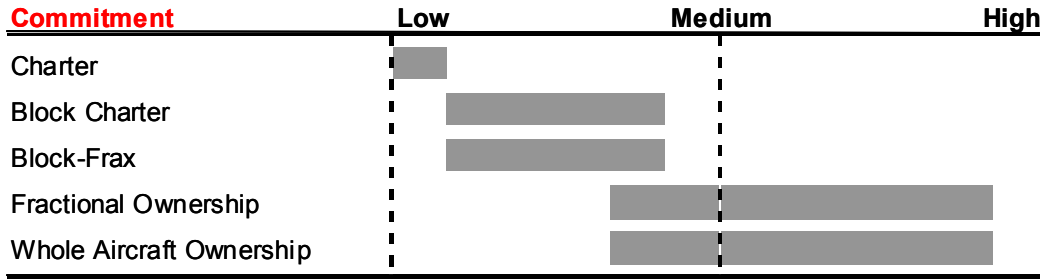 Commitment Low Medium High
Charter
Block Charter
Block-Frax
Fractional Ownership
Whole Aircraft Ownership